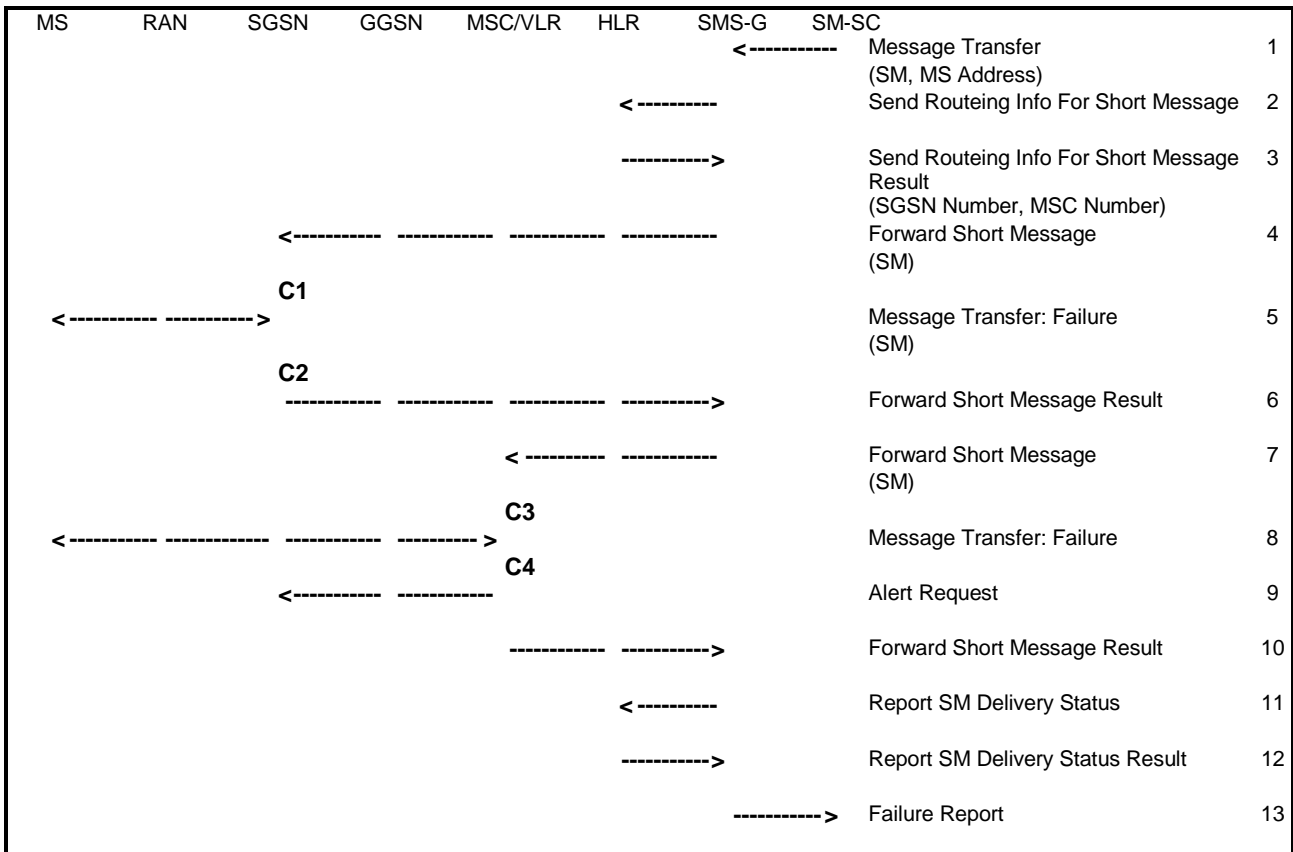 MS RAN SGSN GGSN MSC/VLR HLR SMS-G SM-SC
Message Transfer 1
(SM, MS Address)
Send Routeing Info For Short Message 2
Send Routeing Info For Short Message 3
Result
(SGSN Number, MSC Number)
Forward Short Message 4
(SM)
C1
Message Transfer: Failure 5
(SM)
C2
Forward Short Message Result 6
Forward Short Message 7
(SM)
C3
Message Transfer: Failure 8
C4
Alert Request 9
Forward Short Message Result 10
Report SM Delivery Status 11
Report SM Delivery Status Result 12
Failure Report 13